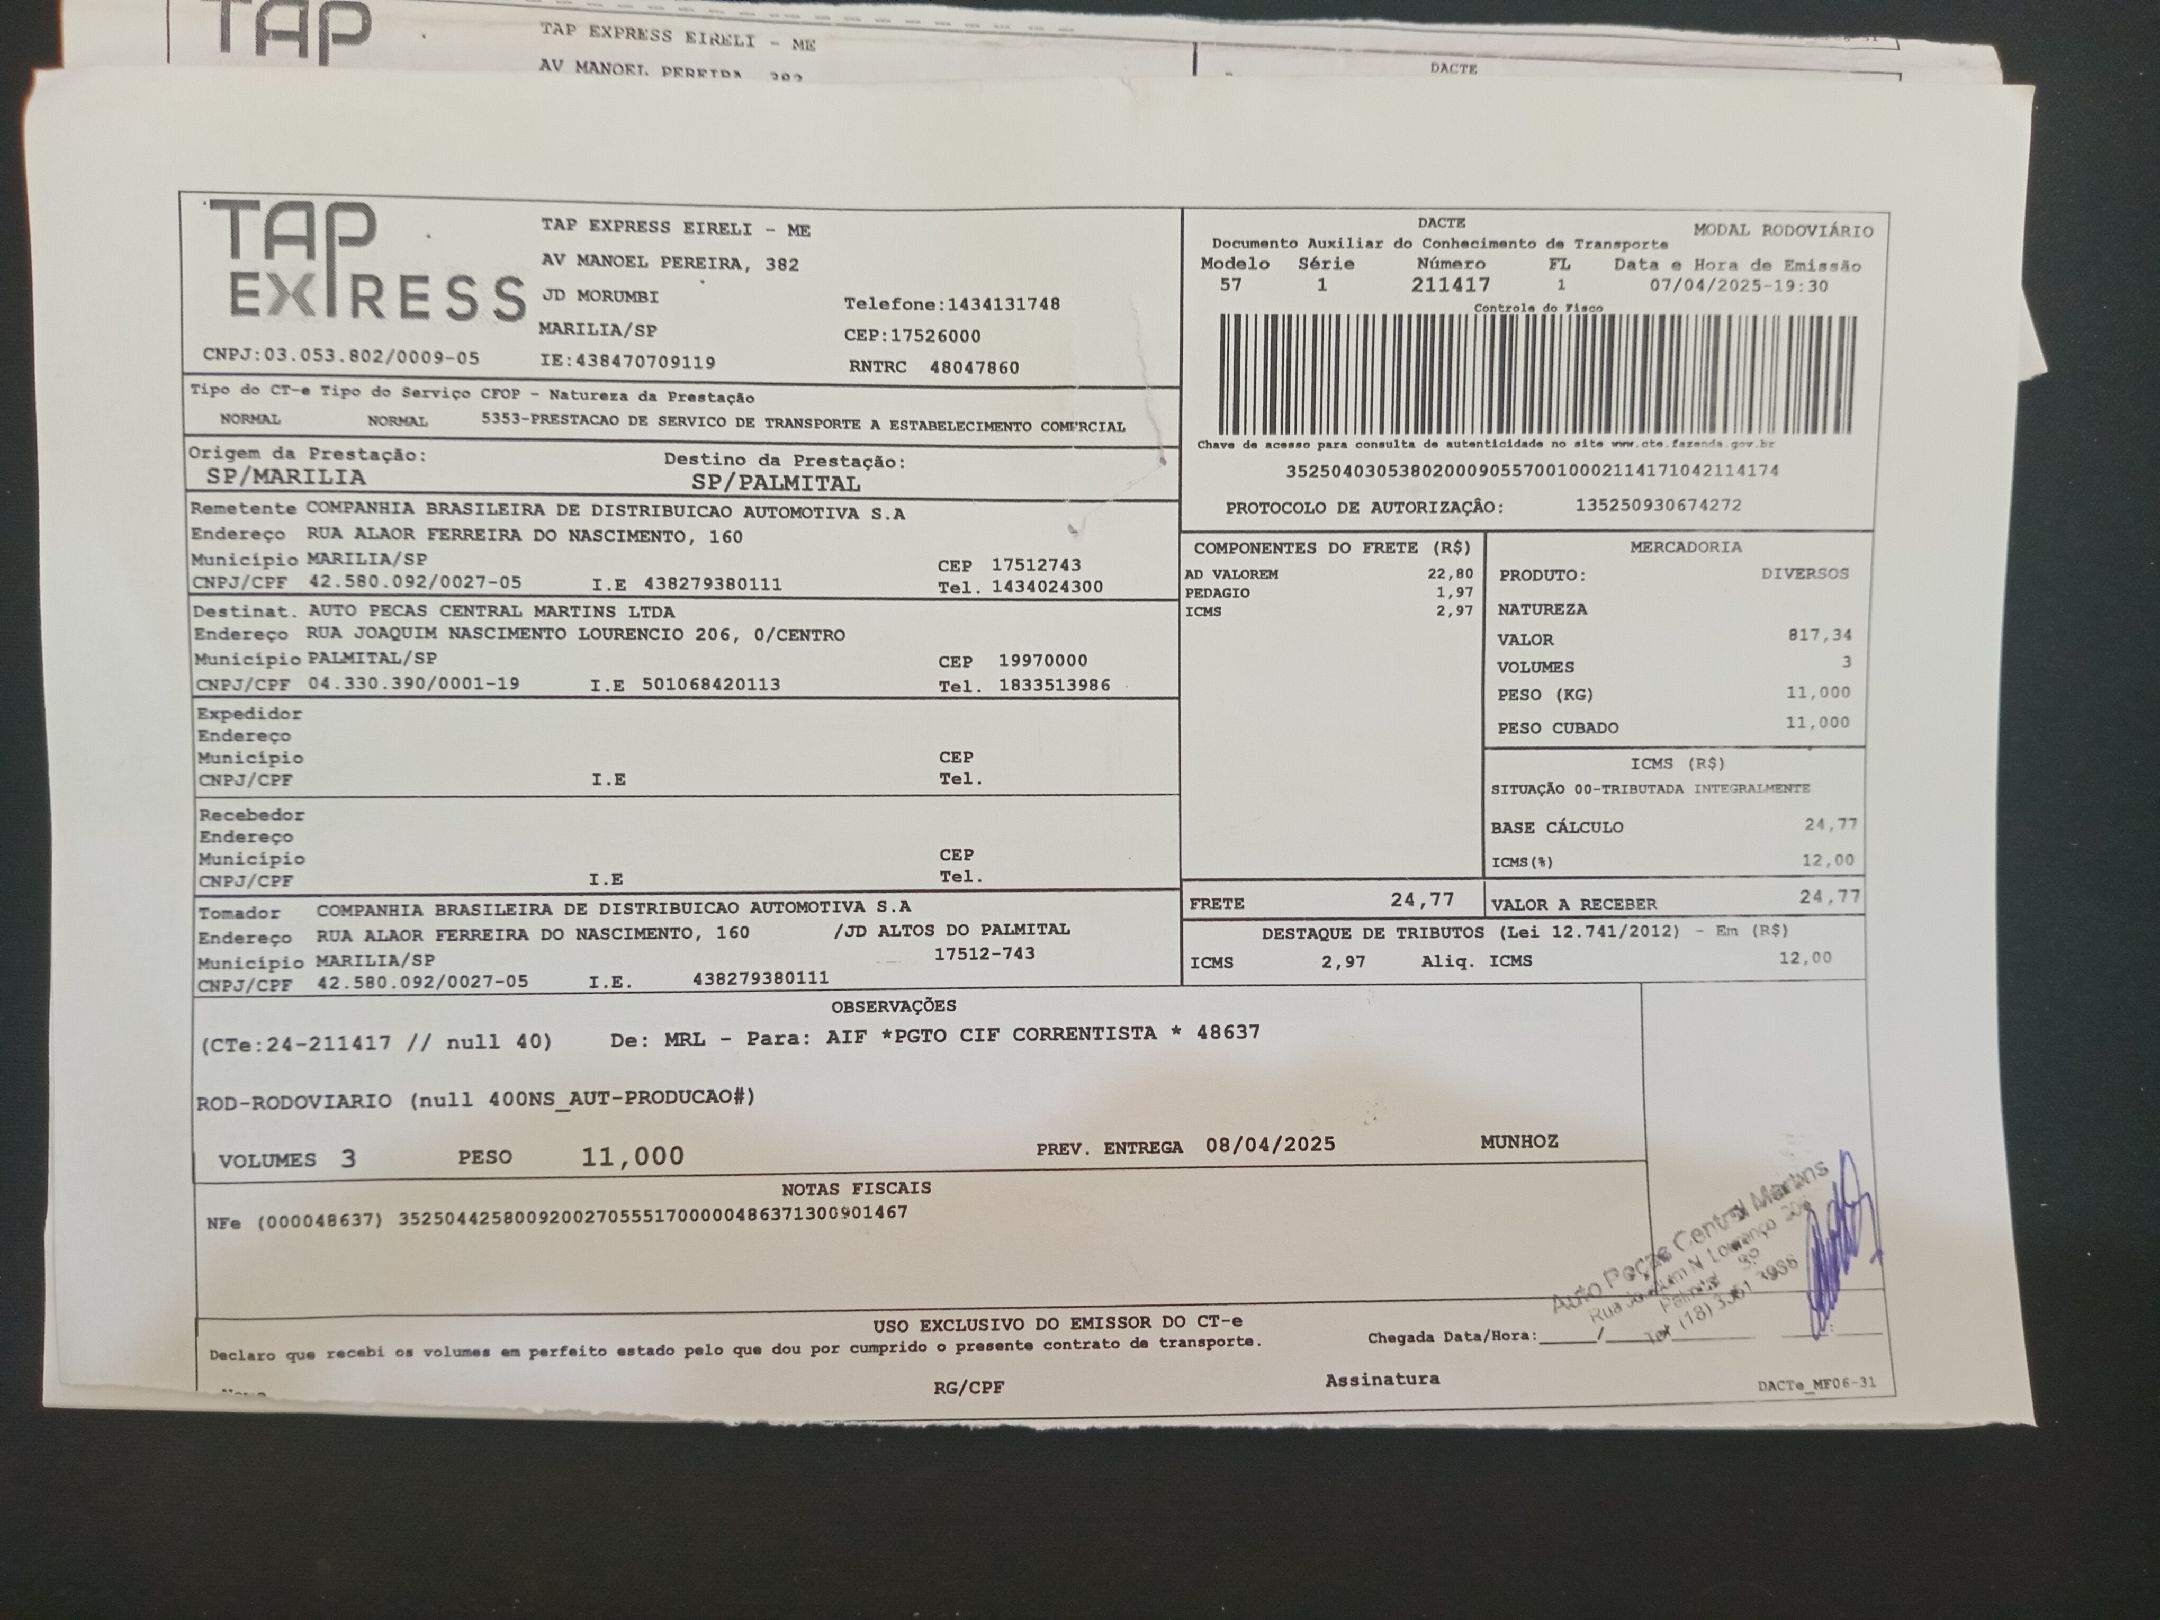 TAP
TAP EXPRESS EIRELI - ME
AV MANOEL PEREIRA
DACTE
TAP EXPRESS
TAP EXPRESS EIRELI - ME
AV MANOEL PEREIRA, 382
JD MORUMBI
Telefone:1434131748
MARILIA/SP
CEP:17526000
CNPJ:03.053.802/0009-05 IE:438470709119
RNTRC 48047860
DACTE MODAL RODOVIÁRIO
Documento Auxiliar do Conhecimento de Transporte
Modelo Série Número FL Data e Hora de Emissão
57 1 211417 1 07/04/2025-19:30
Controle do Fisco
Chave de acesso para consulta de autenticidade no site www.cte.fazenda.gov.br
35250403053802000905570010002114171042114174
PROTOCOLO DE AUTORIZAÇÂO: 135250930674272
Tipo do CT-e Tipo do Serviço CFOP - Natureza da Prestação
NORMAL NORMAL 5353-PRESTACAO DE SERVICO DE TRANSPORTE A ESTABELECIMENTO COMERCIAL
Origem da Prestação: Destino da Prestação:
SP/MARILIA SP/PALMITAL
Remetente COMPANHIA BRASILEIRA DE DISTRIBUICAO AUTOMOTIVA S.A
Endereço RUA ALAOR FERREIRA DO NASCIMENTO, 160
Município MARILIA/SP CEP 17512743
CNPJ/CPF 42.580.092/0027-05 I.E 438279380111 Tel. 1434024300
Destinat. AUTO PECAS CENTRAL MARTINS LTDA
Endereço RUA JOAQUIM NASCIMENTO LOURENCIO 206, 0/CENTRO
Município PALMITAL/SP CEP 19970000
CNPJ/CPF 04.330.390/0001-19 I.E 501068420113 Tel. 1833513986
Expedidor
Endereço
Município CEP
CNPJ/CPF I.E Tel.
Recebedor
Endereço
Município CEP
CNPJ/CPF I.E Tel.
Tomador COMPANHIA BRASILEIRA DE DISTRIBUICAO AUTOMOTIVA S.A
Endereço RUA ALAOR FERREIRA DO NASCIMENTO, 160 /JD ALTOS DO PALMITAL
Município MARILIA/SP 17512-743
CNPJ/CPF 42.580.092/0027-05 I.E. 438279380111
COMPONENTES DO FRETE (R$)
AD VALOREM 22,80
PEDAGIO 1,97
ICMS 2,97
MERCADORIA
PRODUTO: DIVERSOS
NATUREZA
VALOR 817,34
VOLUMES 3
PESO (KG) 11,000
PESO CUBADO 11,000
ICMS (R$)
SITUAÇÃO 00-TRIBUTADA INTEGRALMENTE
BASE CÁLCULO 24,77
ICMS(%) 12,00
FRETE 24,77 VALOR A RECEBER 24,77
DESTAQUE DE TRIBUTOS (Lei 12.741/2012) - Em (R$)
ICMS 2,97 Aliq. ICMS 12,00
OBSERVAÇÕES
(CTe:24-211417 // null 40) De: MRL - Para: AIF *PGTO CIF CORRENTISTA * 48637
ROD-RODOVIARIO (null 400NS_AUT-PRODUCAO#)
VOLUMES 3 PESO 11,000 PREV. ENTREGA 08/04/2025 MUNHOZ
NOTAS FISCAIS
NFe (000048637) 35250442580092002705551700000486371300901467
Auto Peças Central Martins
Rua Joaquim N Lourenço 206
Palmital SP
Tel (18) 3351 3986
USO EXCLUSIVO DO EMISSOR DO CT-e
Declaro que recebi os volumes em perfeito estado pelo que dou por cumprido o presente contrato de transporte.
Chegada Data/Hora:_____/_____
RG/CPF Assinatura
DACTe_MF06-31